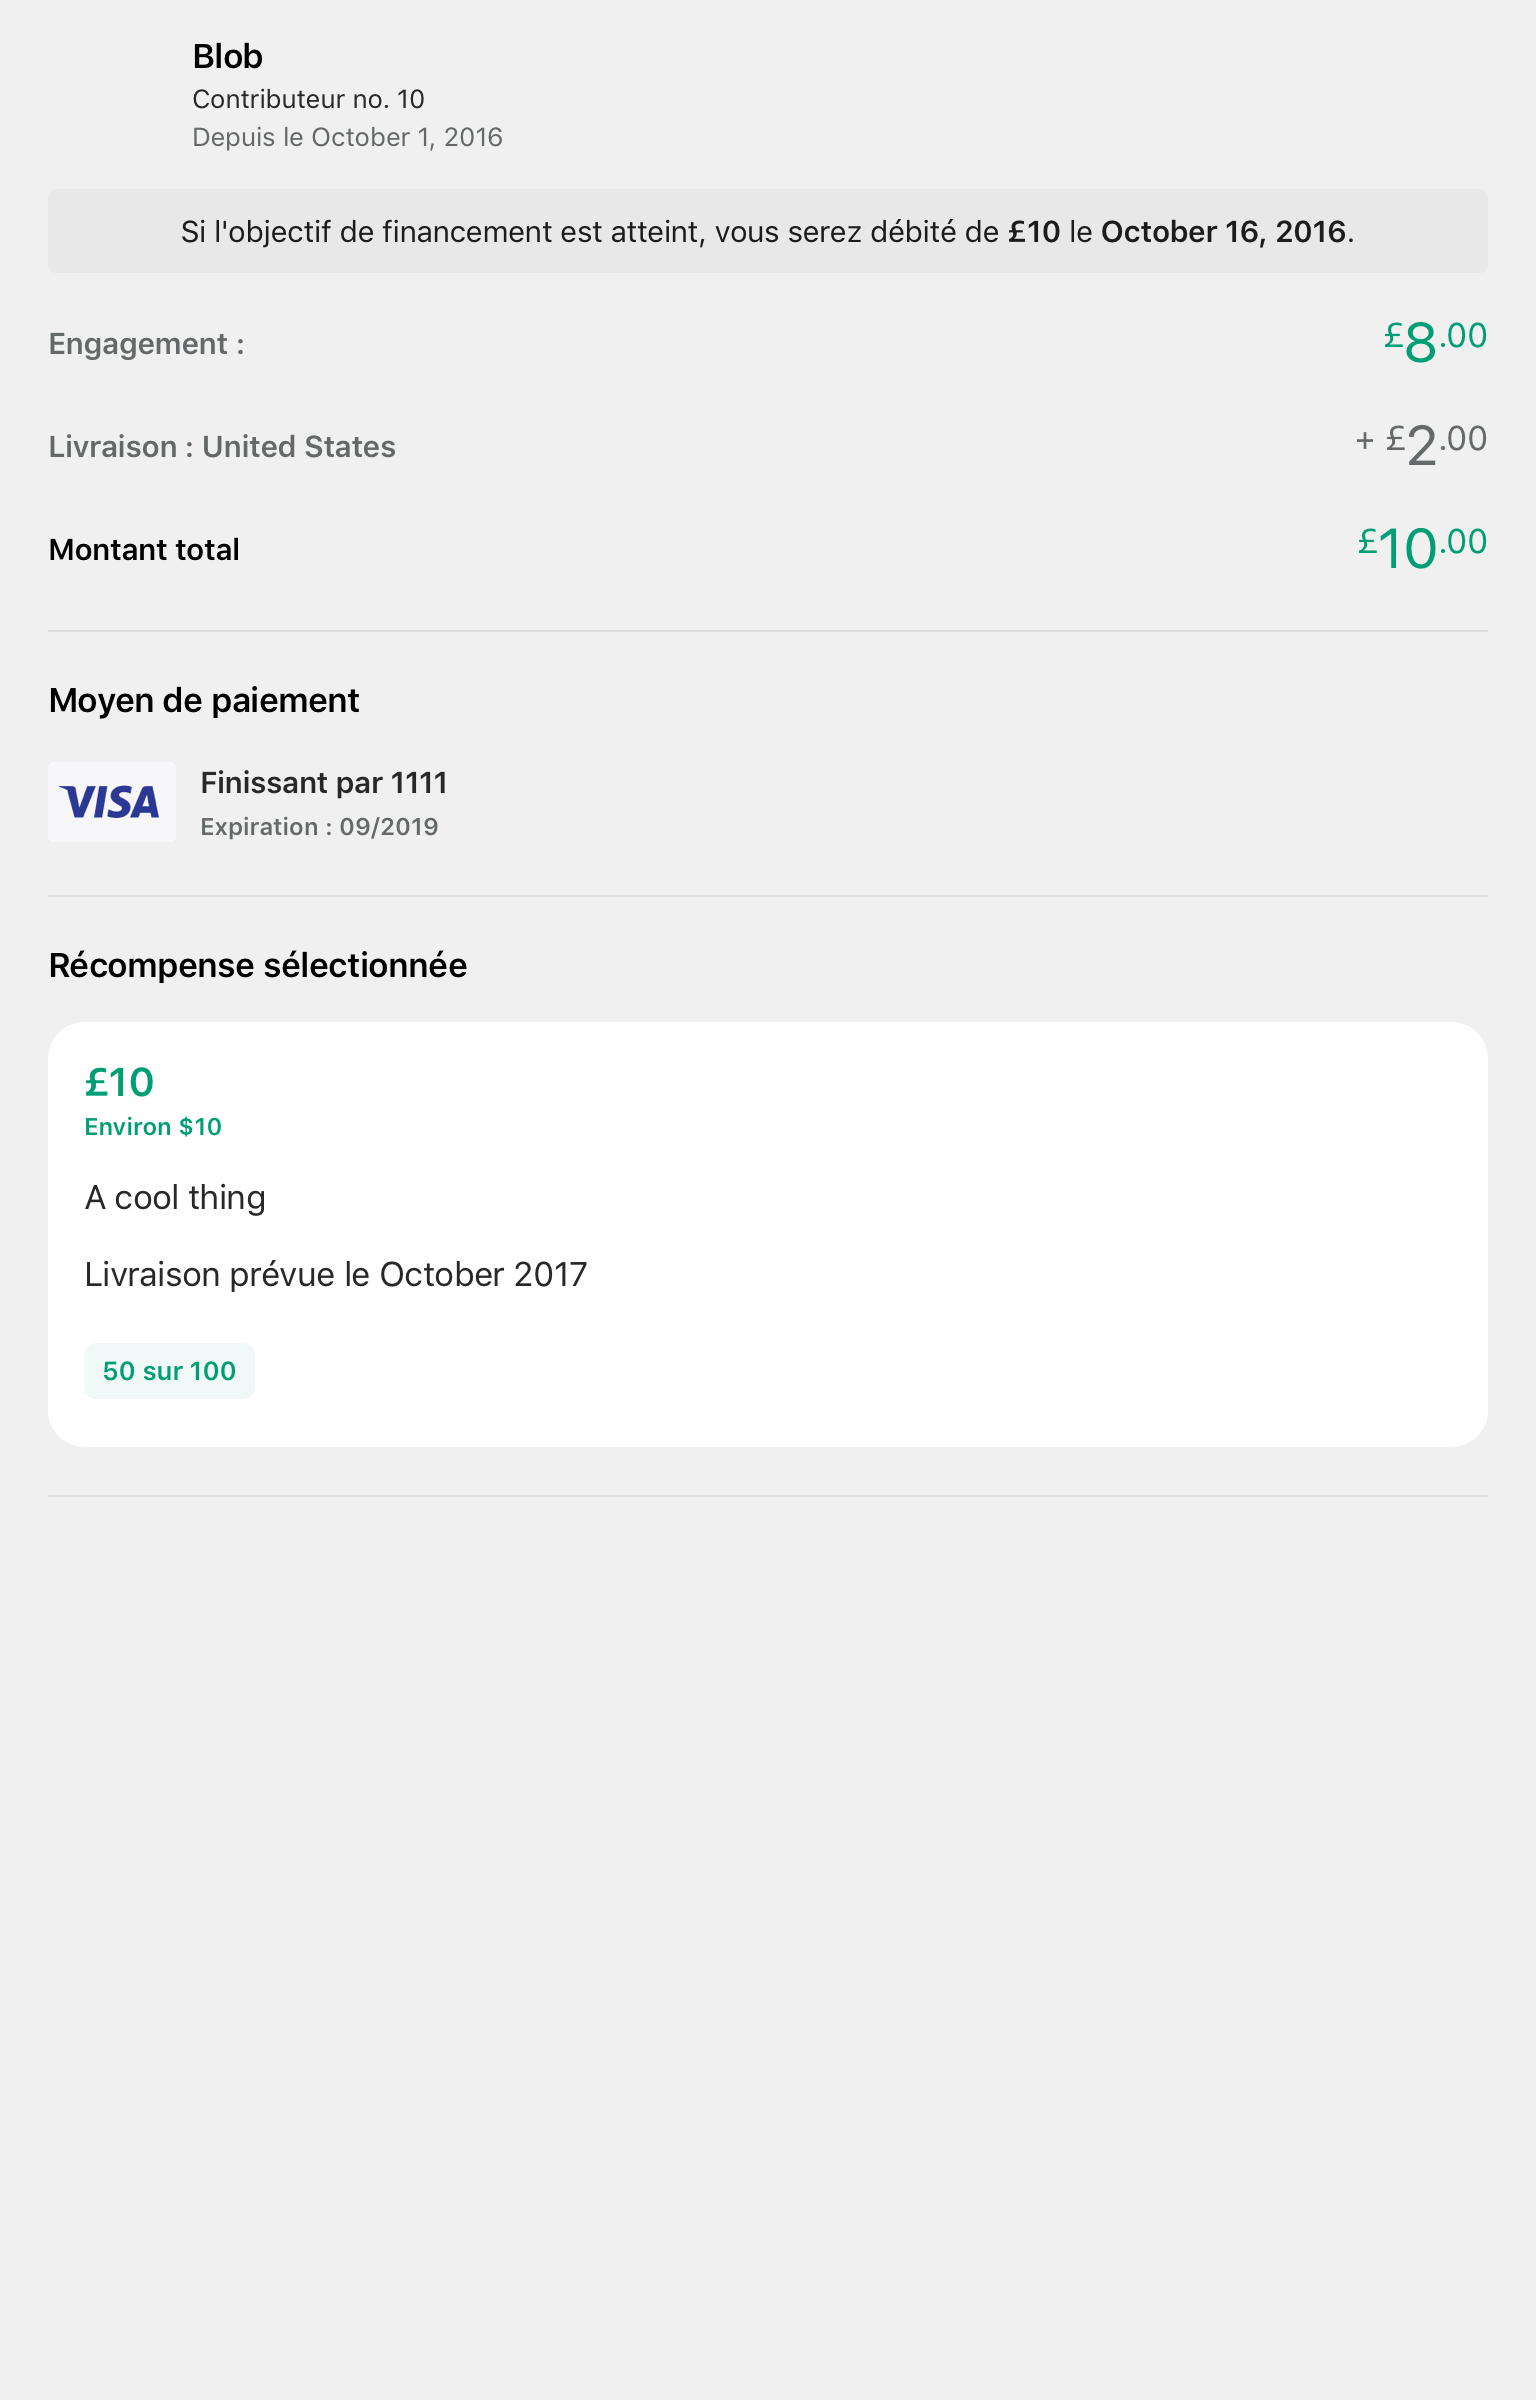 Blob
Contributeur no. 10
Depuis le October 1, 2016
Si l'objectif de financement est atteint, vous serez débité de £10 le October 16, 2016.
Engagement :
£8.00
Livraison : United States
+ £2.00
Montant total
£10.00
Moyen de paiement
VISA
Finissant par 1111
Expiration : 09/2019
Récompense sélectionnée
£10
Environ $10
A cool thing
Livraison prévue le October 2017
50 sur 100